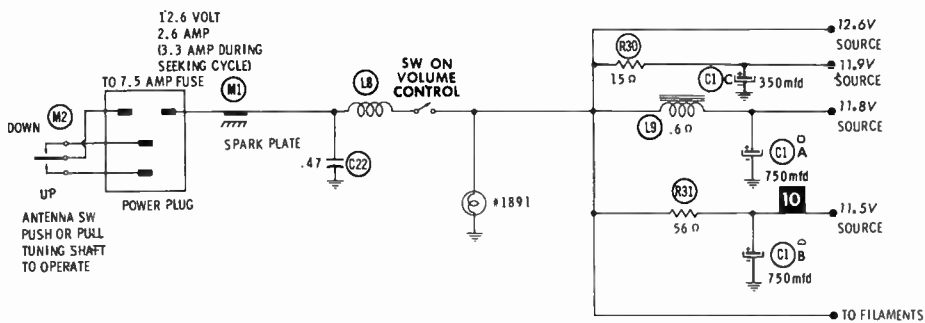 12.6 VOLT
2.6 AMP
(3.3 AMP DURING
SEEKING CYCLE)
TO 7.5 AMP FUSE
M1
L8
SW ON
VOLUME
CONTROL
12.6V
SOURCE
R30
15 Ω
C1 C
350mfd
11.9V
SOURCE
DOWN
M2
UP
POWER PLUG
SPARK PLATE
.47
C22
#1891
L9
.6 Ω
11.8V
SOURCE
C1 A
750mfd
R31
56 Ω
10
11.5V
SOURCE
C1 B
750mfd
ANTENNA SW
PUSH OR PULL
TUNING SHAFT
TO OPERATE
TO FILAMENTS